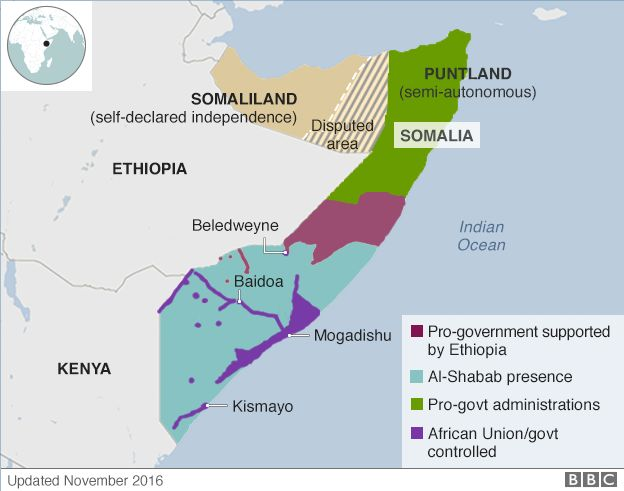 PUNTLAND
(semi-autonomous)
SOMALILAND
(self-declared independence)
Disputed
area
SOMALIA
ETHIOPIA
Beledweyne
Indian
Ocean
Baidoa
Mogadishu
KENYA
Kismayo
Pro-government supported
by Ethiopia
Al-Shabab presence
Pro-govt administrations
African Union/govt
controlled
Updated November 2016
BBC